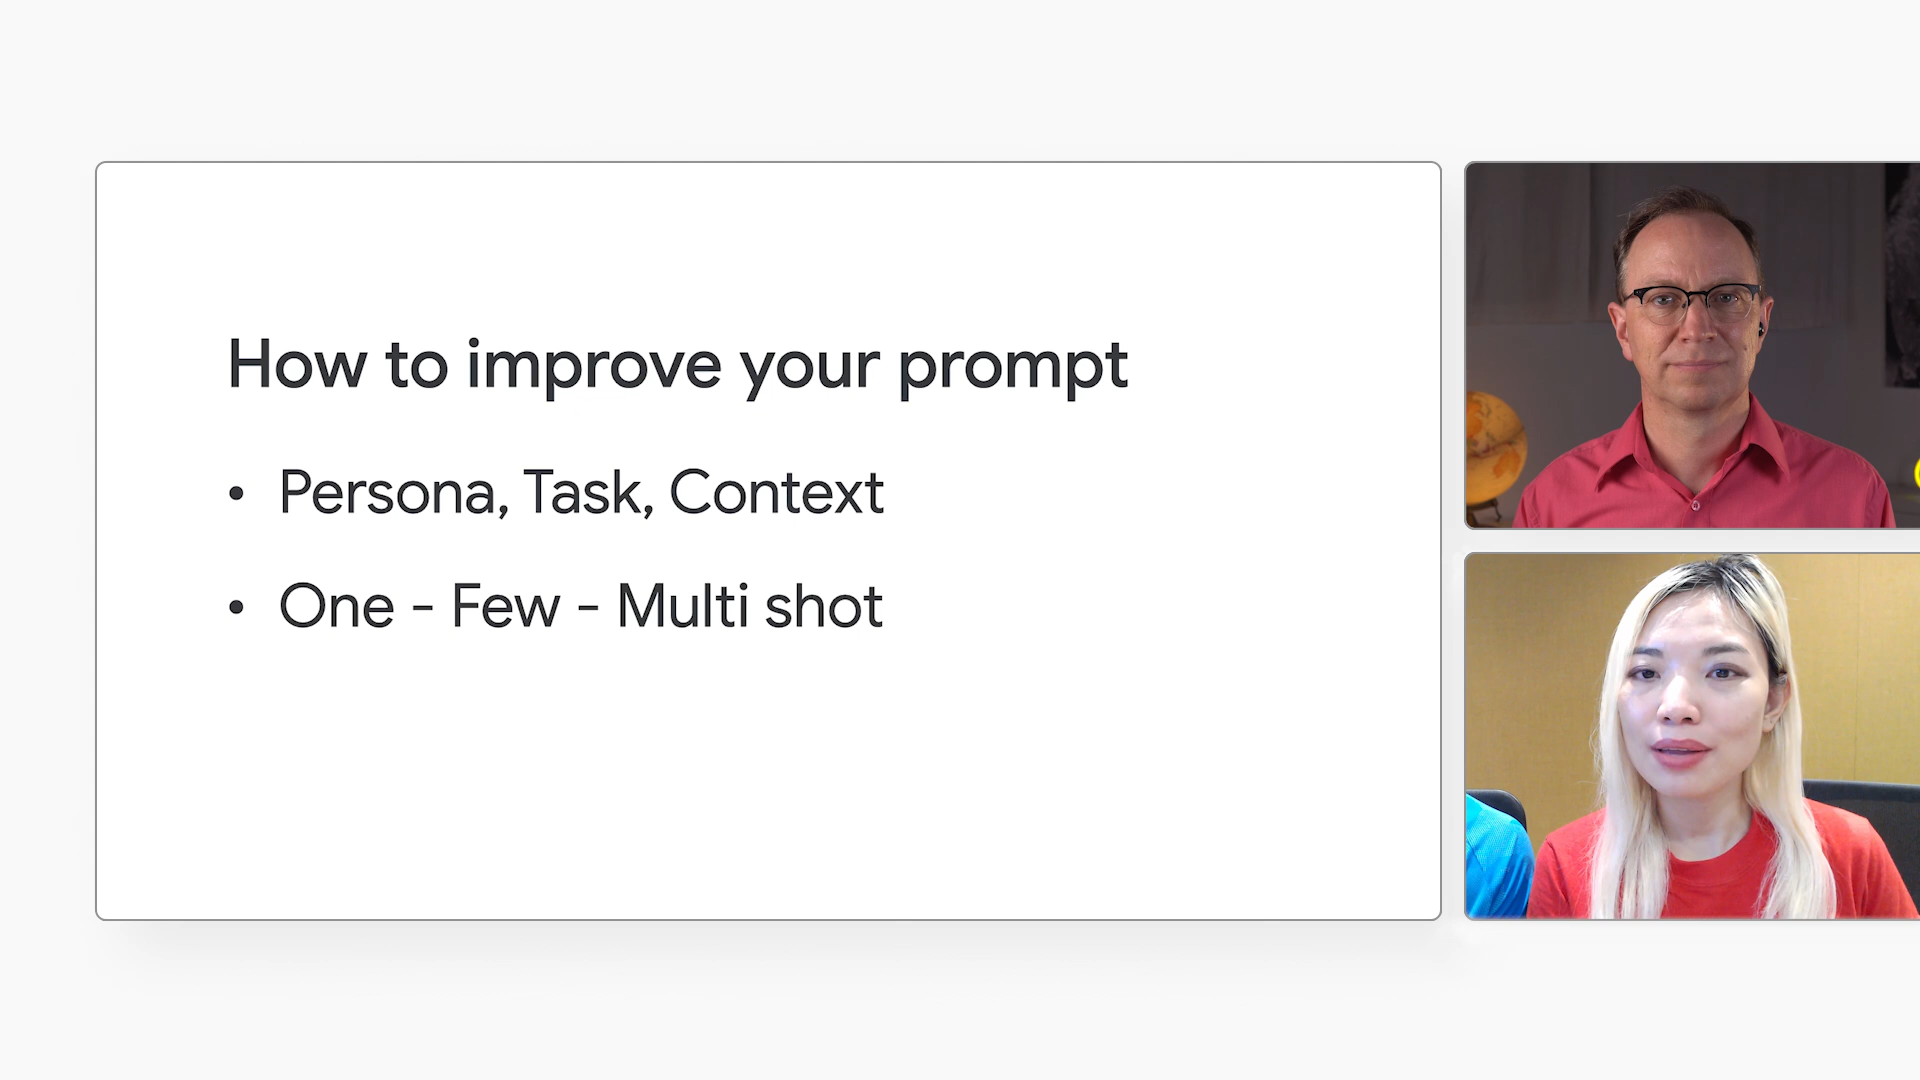 How to improve your prompt
• Persona, Task, Context
• One - Few - Multi shot